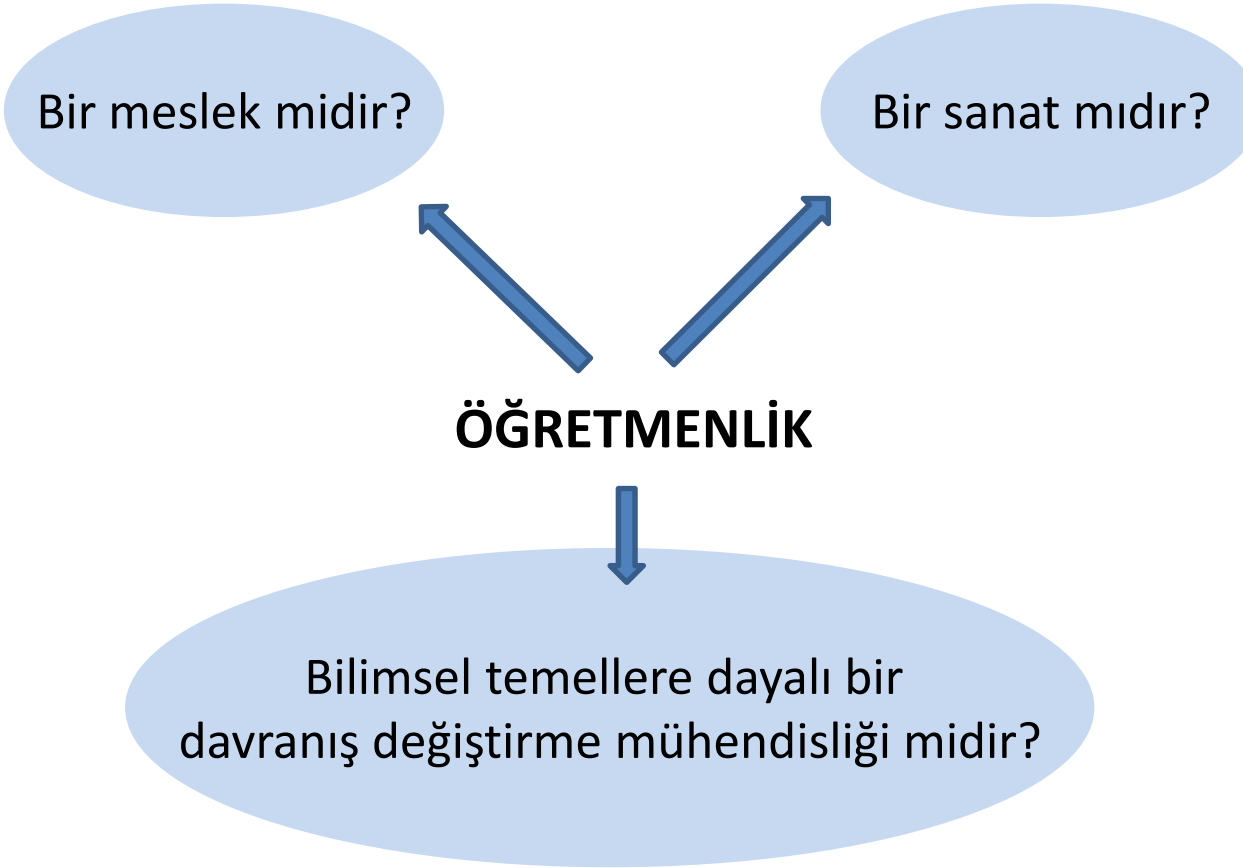 Bir meslek midir?
Bir sanat mıdır?
ÖĞRETMENLİK
Bilimsel temellere dayalı bir
davranış değiştirme mühendisliği midir?